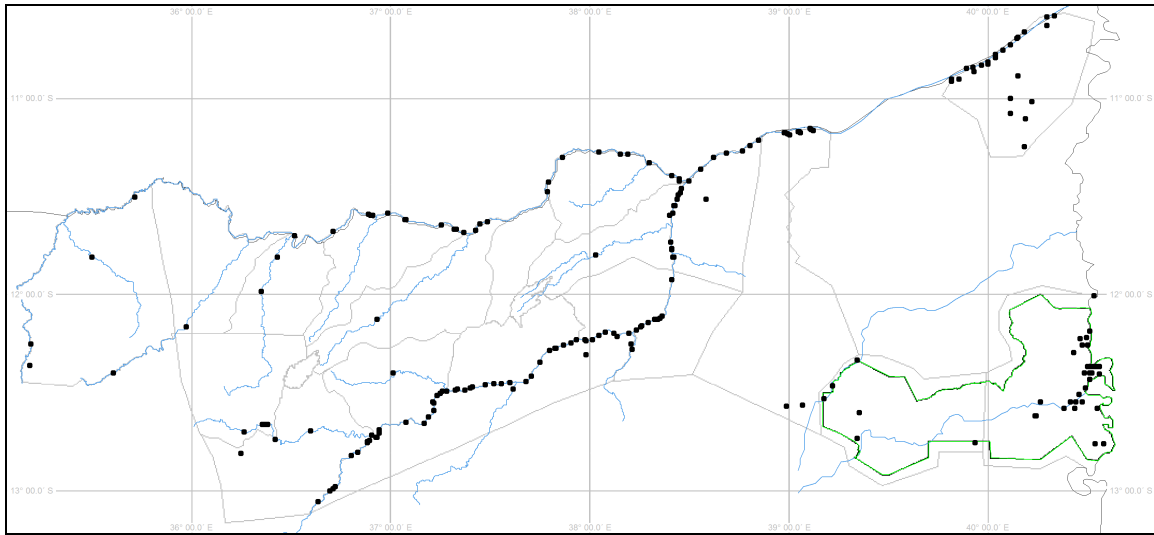 36° 00.0' E 37° 00.0' E 38° 00.0' E 39° 00.0' E 40° 00.0' E
11° 00.0' S 11° 00.0' S
12° 00.0' S 12° 00.0' S
13° 00.0' S 13° 00.0' S
36° 00.0' E 37° 00.0' E 38° 00.0' E 39° 00.0' E 40° 00.0' E